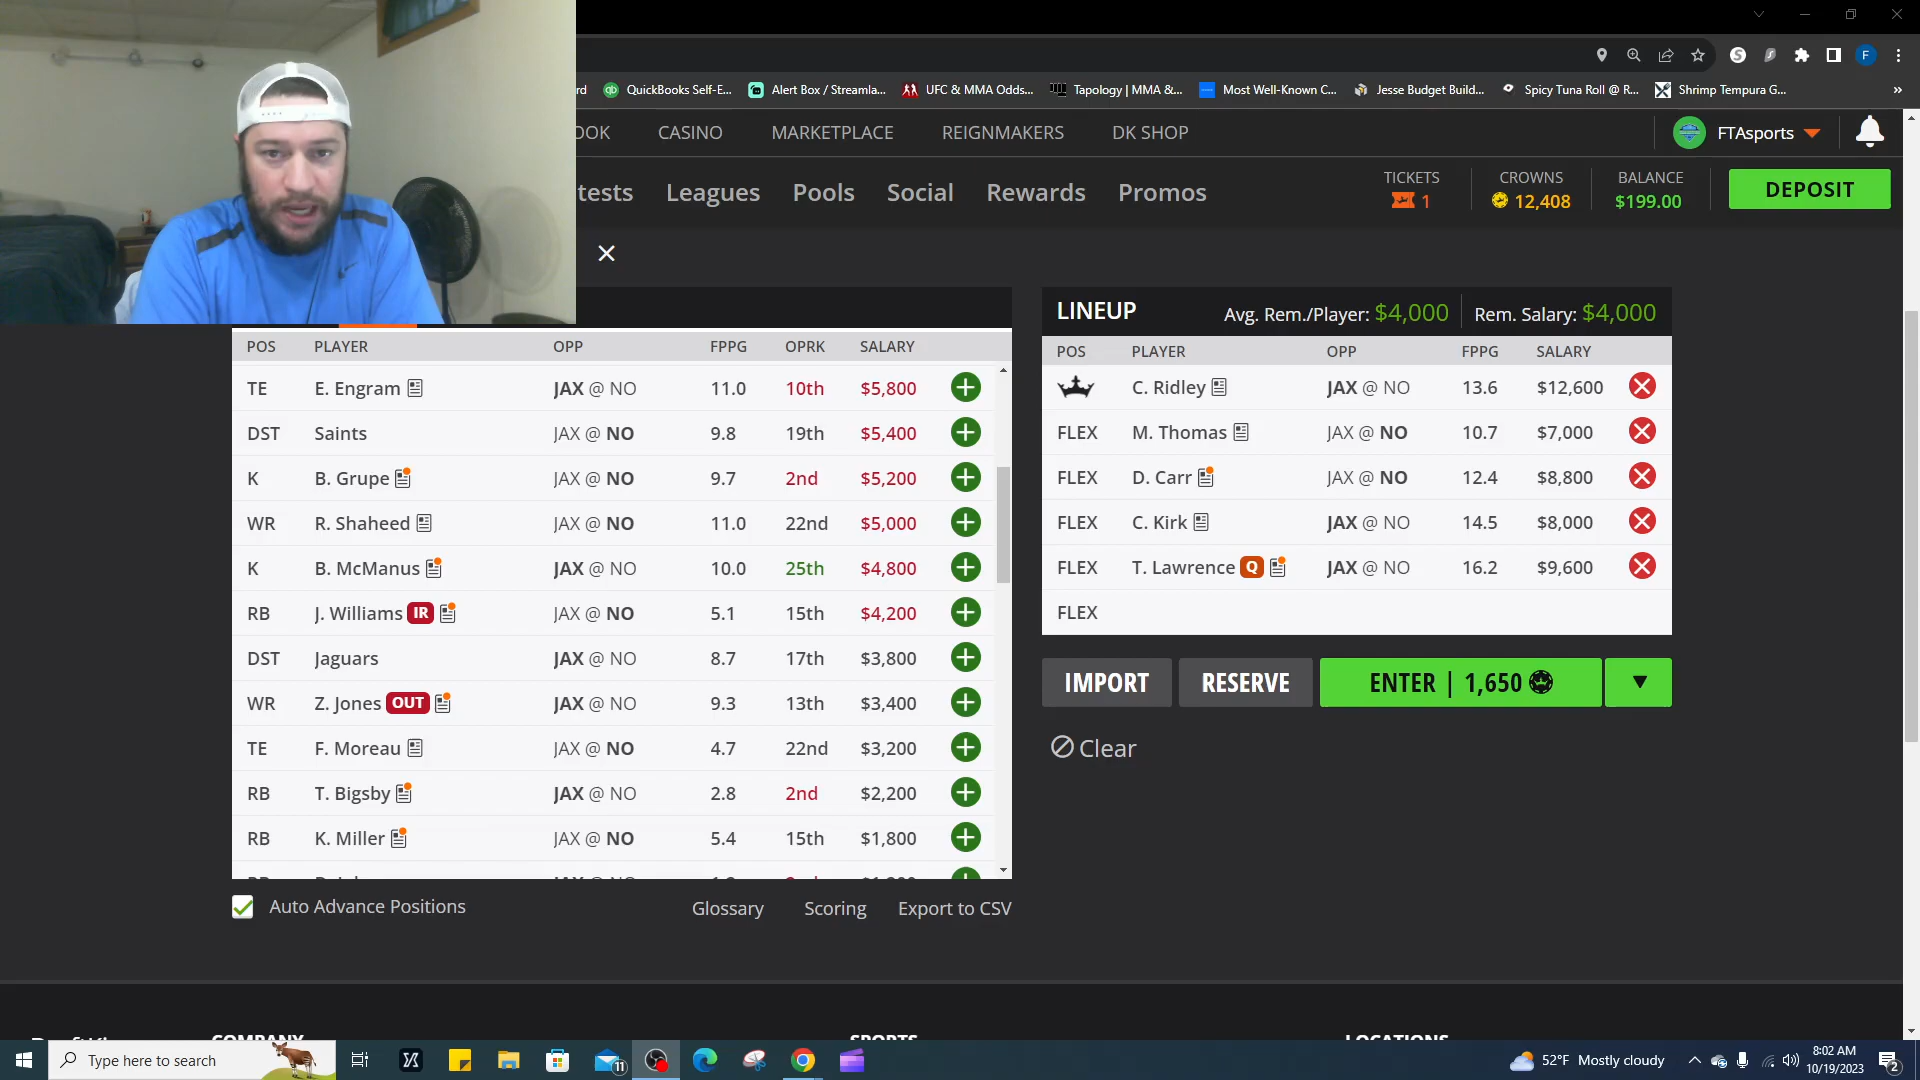 rd QuickBooks Self-E... Alert Box / Streamla... UFC & MMA Odds... Tapology | MMA &... Most Well-Known C... Jesse Budget Build... Spicy Tuna Roll @ R... Shrimp Tempura G... »
OOK CASINO MARKETPLACE REIGNMAKERS DK SHOP FTAsports
tests Leagues Pools Social Rewards Promos
TICKETS 1 CROWNS 12,408 BALANCE $199.00 DEPOSIT
LINEUP Avg. Rem./Player: $4,000 Rem. Salary: $4,000
POS PLAYER OPP FPPG OPRK SALARY
TE E. Engram JAX @ NO 11.0 10th $5,800
DST Saints JAX @ NO 9.8 19th $5,400
K B. Grupe JAX @ NO 9.7 2nd $5,200
WR R. Shaheed JAX @ NO 11.0 22nd $5,000
K B. McManus JAX @ NO 10.0 25th $4,800
RB J. Williams IR JAX @ NO 5.1 15th $4,200
DST Jaguars JAX @ NO 8.7 17th $3,800
WR Z. Jones OUT JAX @ NO 9.3 13th $3,400
TE F. Moreau JAX @ NO 4.7 22nd $3,200
RB T. Bigsby JAX @ NO 2.8 2nd $2,200
RB K. Miller JAX @ NO 5.4 15th $1,800
Auto Advance Positions Glossary Scoring Export to CSV
POS PLAYER OPP FPPG SALARY
C. Ridley JAX @ NO 13.6 $12,600
FLEX M. Thomas JAX @ NO 10.7 $7,000
FLEX D. Carr JAX @ NO 12.4 $8,800
FLEX C. Kirk JAX @ NO 14.5 $8,000
FLEX T. Lawrence Q JAX @ NO 16.2 $9,600
FLEX
IMPORT RESERVE ENTER | 1,650
Clear
COMPANY SPORTS LOCATIONS
Type here to search 11 52°F Mostly cloudy 8:02 AM
10/19/2023 2